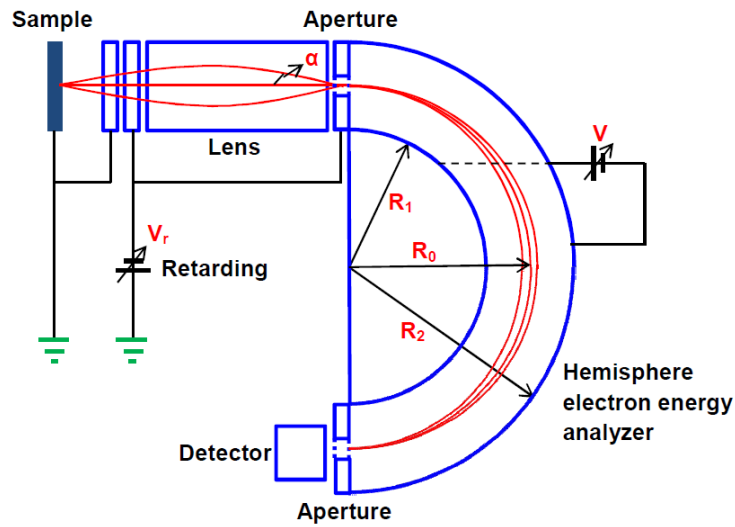 Sample
Aperture
α
Lens
V
R1
Vr
Retarding
R0
R2
Hemisphere
electron energy
analyzer
Detector
Aperture